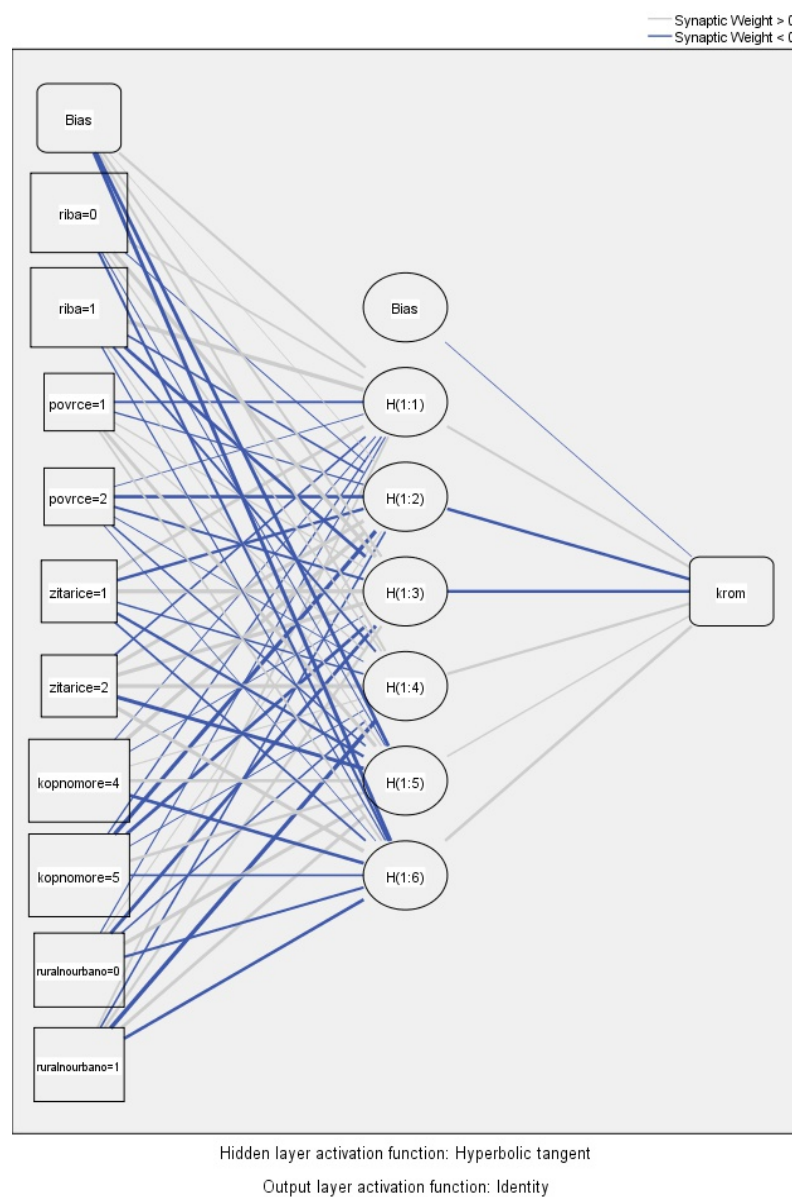 Synaptic Weight > 0
Synaptic Weight < 0
Bias
riba=0
riba=1
povrce=1
povrce=2
zitarice=1
zitarice=2
kopnomore=4
kopnomore=5
ruralnourbano=0
ruralnourbano=1
Bias
H(1:1)
H(1:2)
H(1:3)
H(1:4)
H(1:5)
H(1:6)
krom
Hidden layer activation function: Hyperbolic tangent
Output layer activation function: Identity